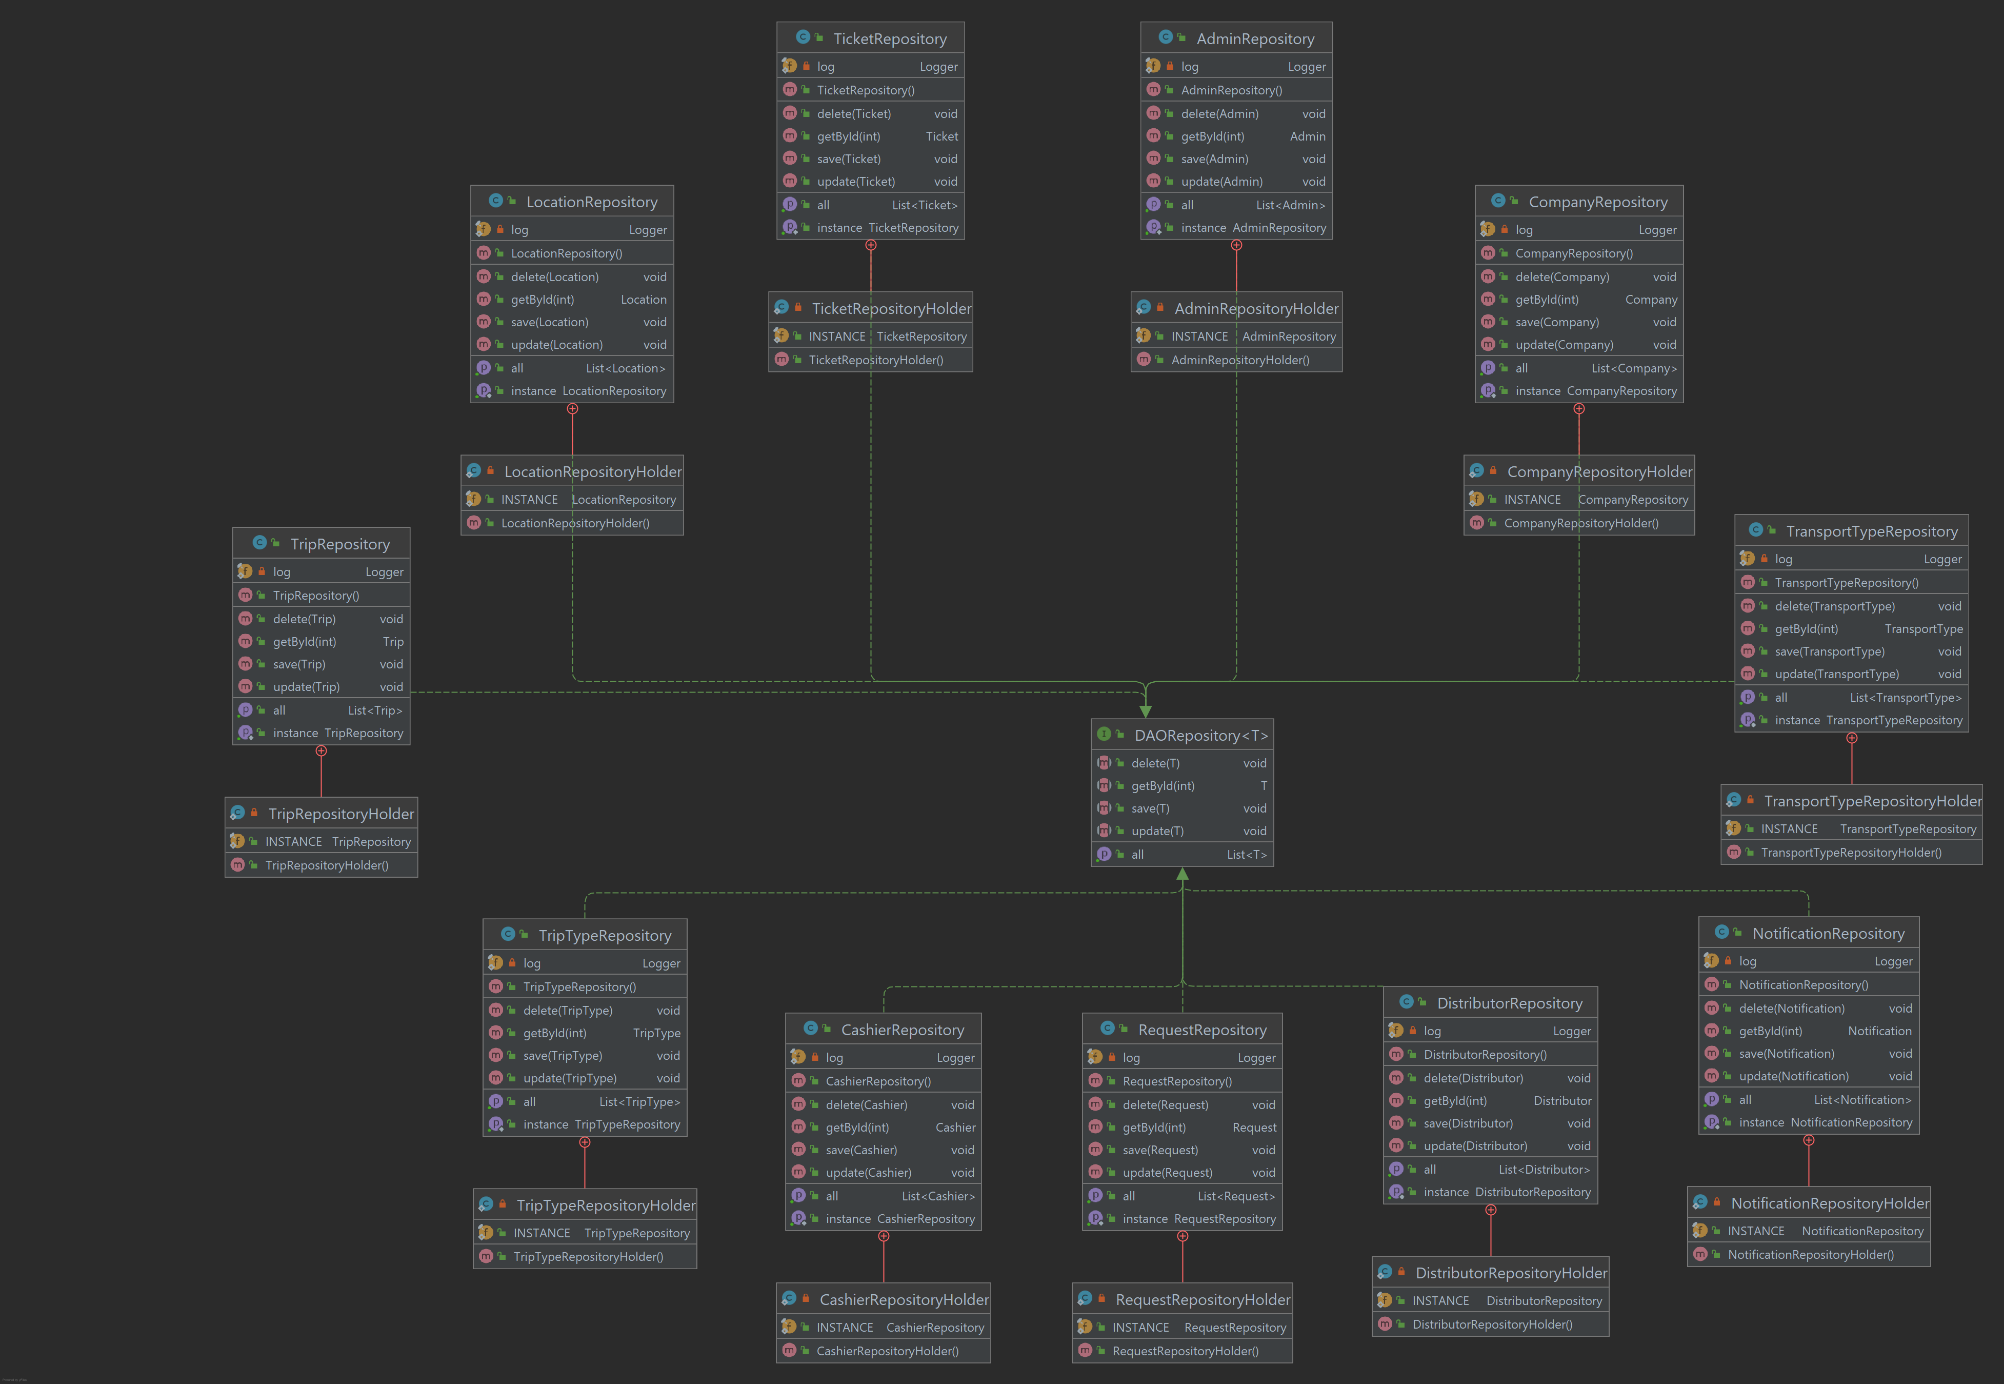 TicketRepository
log Logger
TicketRepository()
delete(Ticket) void
getById(int) Ticket
save(Ticket) void
update(Ticket) void
all List<Ticket>
instance TicketRepository
TicketRepositoryHolder
INSTANCE TicketRepository
TicketRepositoryHolder()
AdminRepository
log Logger
AdminRepository()
delete(Admin) void
getById(int) Admin
save(Admin) void
update(Admin) void
all List<Admin>
instance AdminRepository
AdminRepositoryHolder
INSTANCE AdminRepository
AdminRepositoryHolder()
LocationRepository
log Logger
LocationRepository()
delete(Location) void
getById(int) Location
save(Location) void
update(Location) void
all List<Location>
instance LocationRepository
LocationRepositoryHolder
INSTANCE LocationRepository
LocationRepositoryHolder()
CompanyRepository
log Logger
CompanyRepository()
delete(Company) void
getById(int) Company
save(Company) void
update(Company) void
all List<Company>
instance CompanyRepository
CompanyRepositoryHolder
INSTANCE CompanyRepository
CompanyRepositoryHolder()
TripRepository
log Logger
TripRepository()
delete(Trip) void
getById(int) Trip
save(Trip) void
update(Trip) void
all List<Trip>
instance TripRepository
TripRepositoryHolder
INSTANCE TripRepository
TripRepositoryHolder()
TransportTypeRepository
log Logger
TransportTypeRepository()
delete(TransportType) void
getById(int) TransportType
save(TransportType) void
update(TransportType) void
all List<TransportType>
instance TransportTypeRepository
TransportTypeRepositoryHolder
INSTANCE TransportTypeRepository
TransportTypeRepositoryHolder()
DAORepository<T>
delete(T) void
getById(int) T
save(T) void
update(T) void
all List<T>
TripTypeRepository
log Logger
TripTypeRepository()
delete(TripType) void
getById(int) TripType
save(TripType) void
update(TripType) void
all List<TripType>
instance TripTypeRepository
TripTypeRepositoryHolder
INSTANCE TripTypeRepository
TripTypeRepositoryHolder()
CashierRepository
log Logger
CashierRepository()
delete(Cashier) void
getById(int) Cashier
save(Cashier) void
update(Cashier) void
all List<Cashier>
instance CashierRepository
CashierRepositoryHolder
INSTANCE CashierRepository
CashierRepositoryHolder()
RequestRepository
log Logger
RequestRepository()
delete(Request) void
getById(int) Request
save(Request) void
update(Request) void
all List<Request>
instance RequestRepository
RequestRepositoryHolder
INSTANCE RequestRepository
RequestRepositoryHolder()
DistributorRepository
log Logger
DistributorRepository()
delete(Distributor) void
getById(int) Distributor
save(Distributor) void
update(Distributor) void
all List<Distributor>
instance DistributorRepository
DistributorRepositoryHolder
INSTANCE DistributorRepository
DistributorRepositoryHolder()
NotificationRepository
log Logger
NotificationRepository()
delete(Notification) void
getById(int) Notification
save(Notification) void
update(Notification) void
all List<Notification>
instance NotificationRepository
NotificationRepositoryHolder
INSTANCE NotificationRepository
NotificationRepositoryHolder()